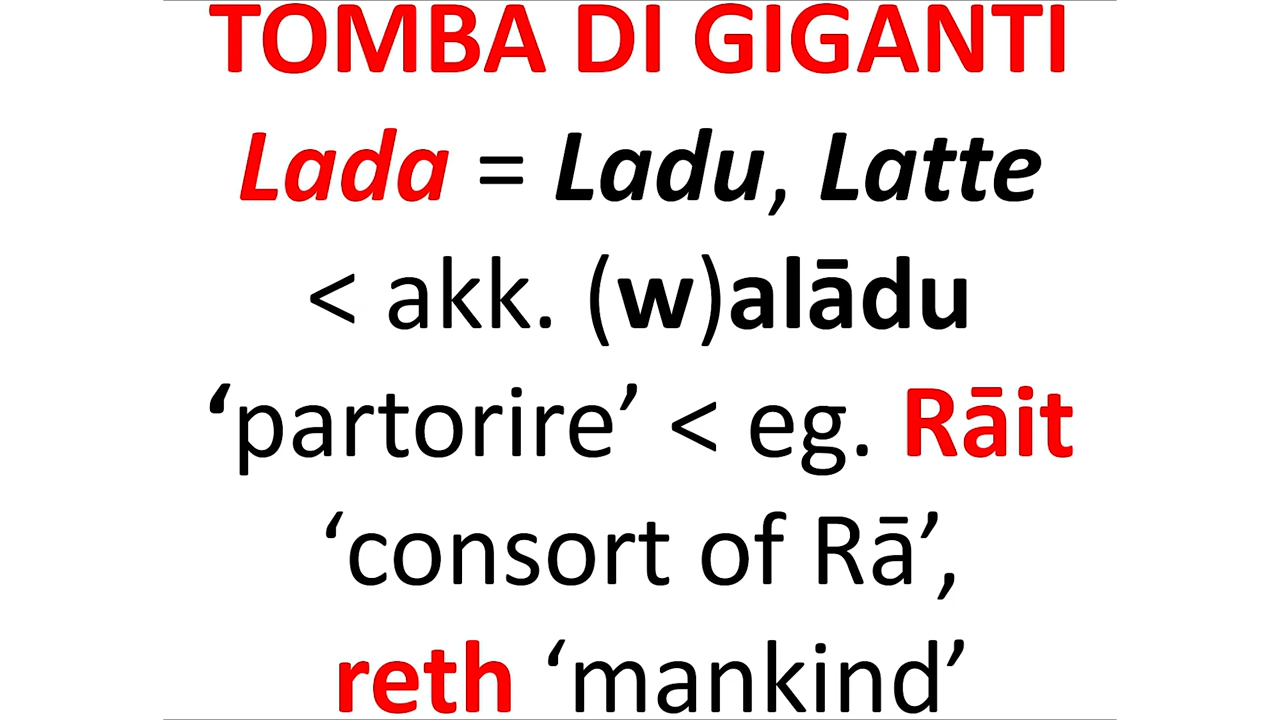 TOMBA DI GIGANTI
Lada = Ladu, Latte
< akk. (w)alādu
‘partorire’ < eg. Rāit
‘consort of Rā’,
reth ‘mankind’